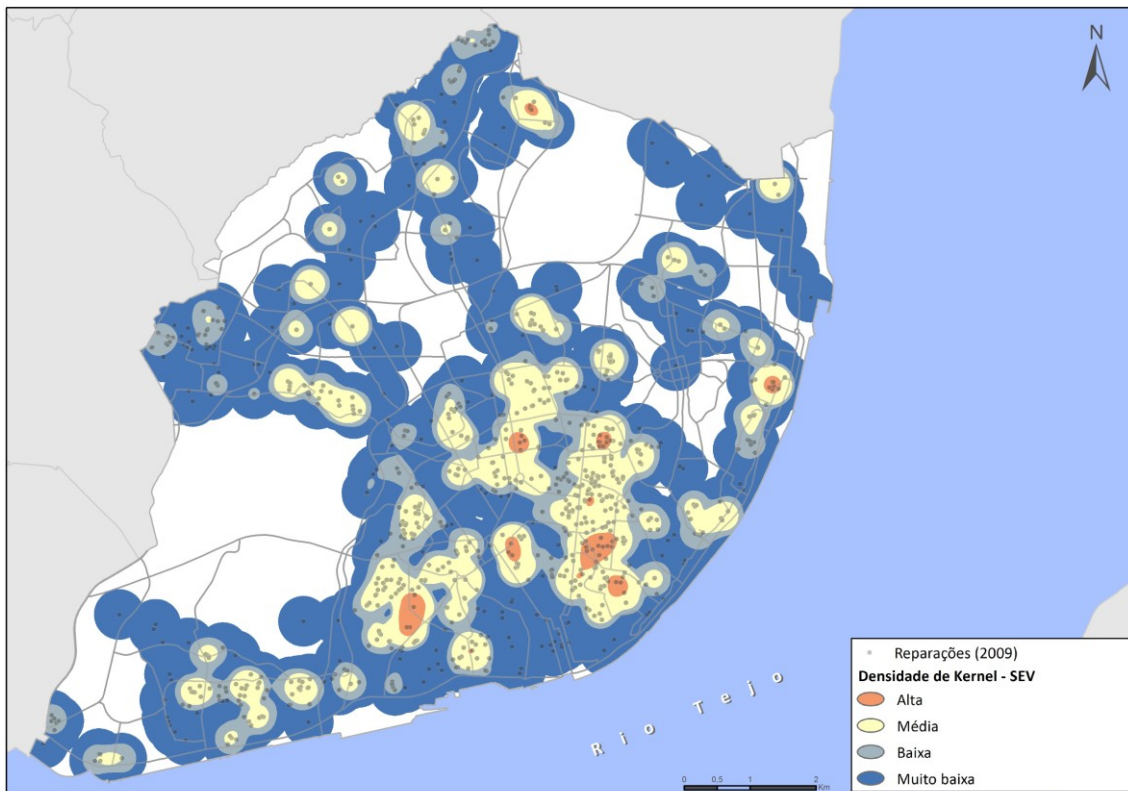 N
Rio Tejo
Reparações (2009)
Densidade de Kernel - SEV
Alta
Média
Baixa
Muito baixa
0 0,5 1 2
Km